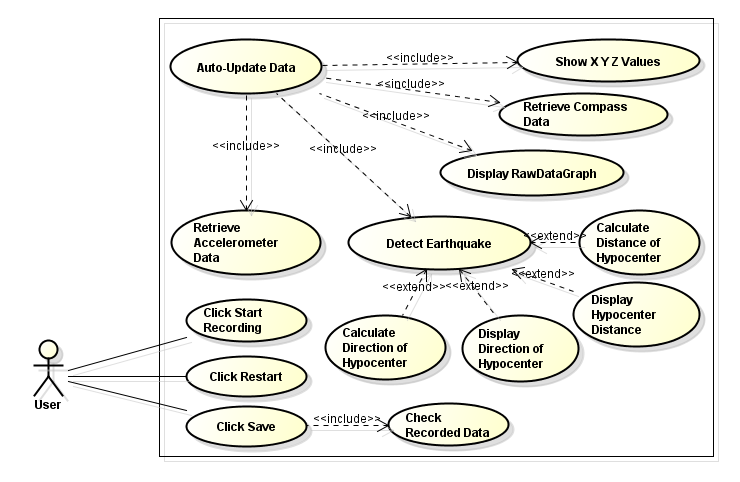 Auto-Update Data
<<include>>
Show X Y Z Values
<<include>>
Retrieve Compass
Data
<<include>>
Display RawDataGraph
<<include>>
<<include>>
Retrieve
Accelerometer
Data
Detect Earthquake
<<extend>>
Calculate
Distance of
Hypocenter
<<extend>>
Display
Hypocenter
Distance
<<extend>>
<<extend>>
Calculate
Direction of
Hypocenter
Display
Direction of
Hypocenter
Click Start
Recording
Click Restart
User
Click Save
<<include>>
Check
Recorded Data